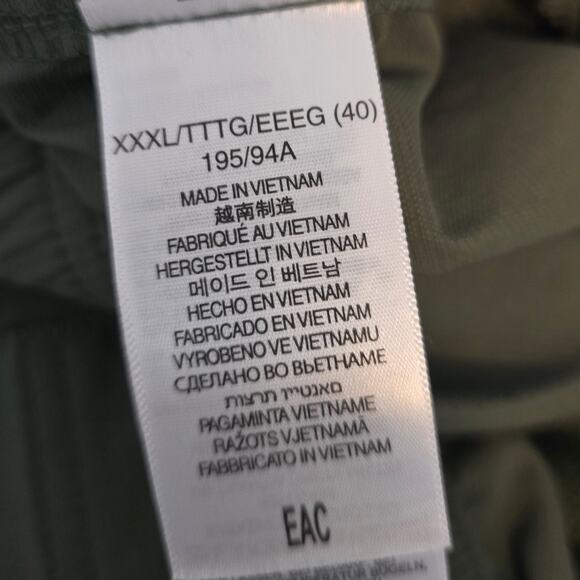 XXXL/TTTG/EEEG (40)
195/94A
MADE IN VIETNAM
越南制造
FABRIQUÉ AU VIETNAM
HERGESTELLT IN VIETNAM
메이드 인 베트남
HECHO EN VIETNAM
FABRICADO EN VIETNAM
VYROBENO VE VIETNAMU
СДЕЛАНО ВО ВЬЕТНАМЕ
PAGAMINTA VIETNAME
RAŽOTS VJETNAMĀ
FABBRICATO IN VIETNAM
EAC
BÜGELN.